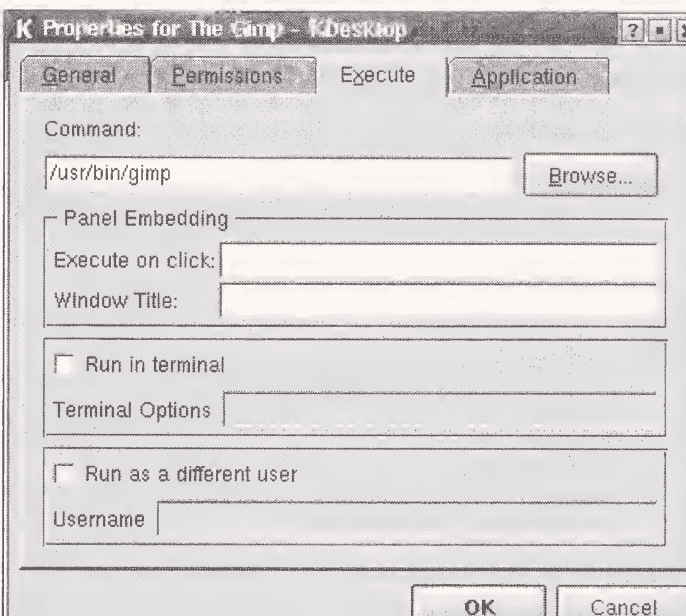 K Properties for The Gimp - KDesktop ?
General Permissions Execute Application
Command:
/usr/bin/gimp Browse...
Panel Embedding
Execute on click:
Window Title:
Run in terminal
Terminal Options
Run as a different user
Username
OK Cancel